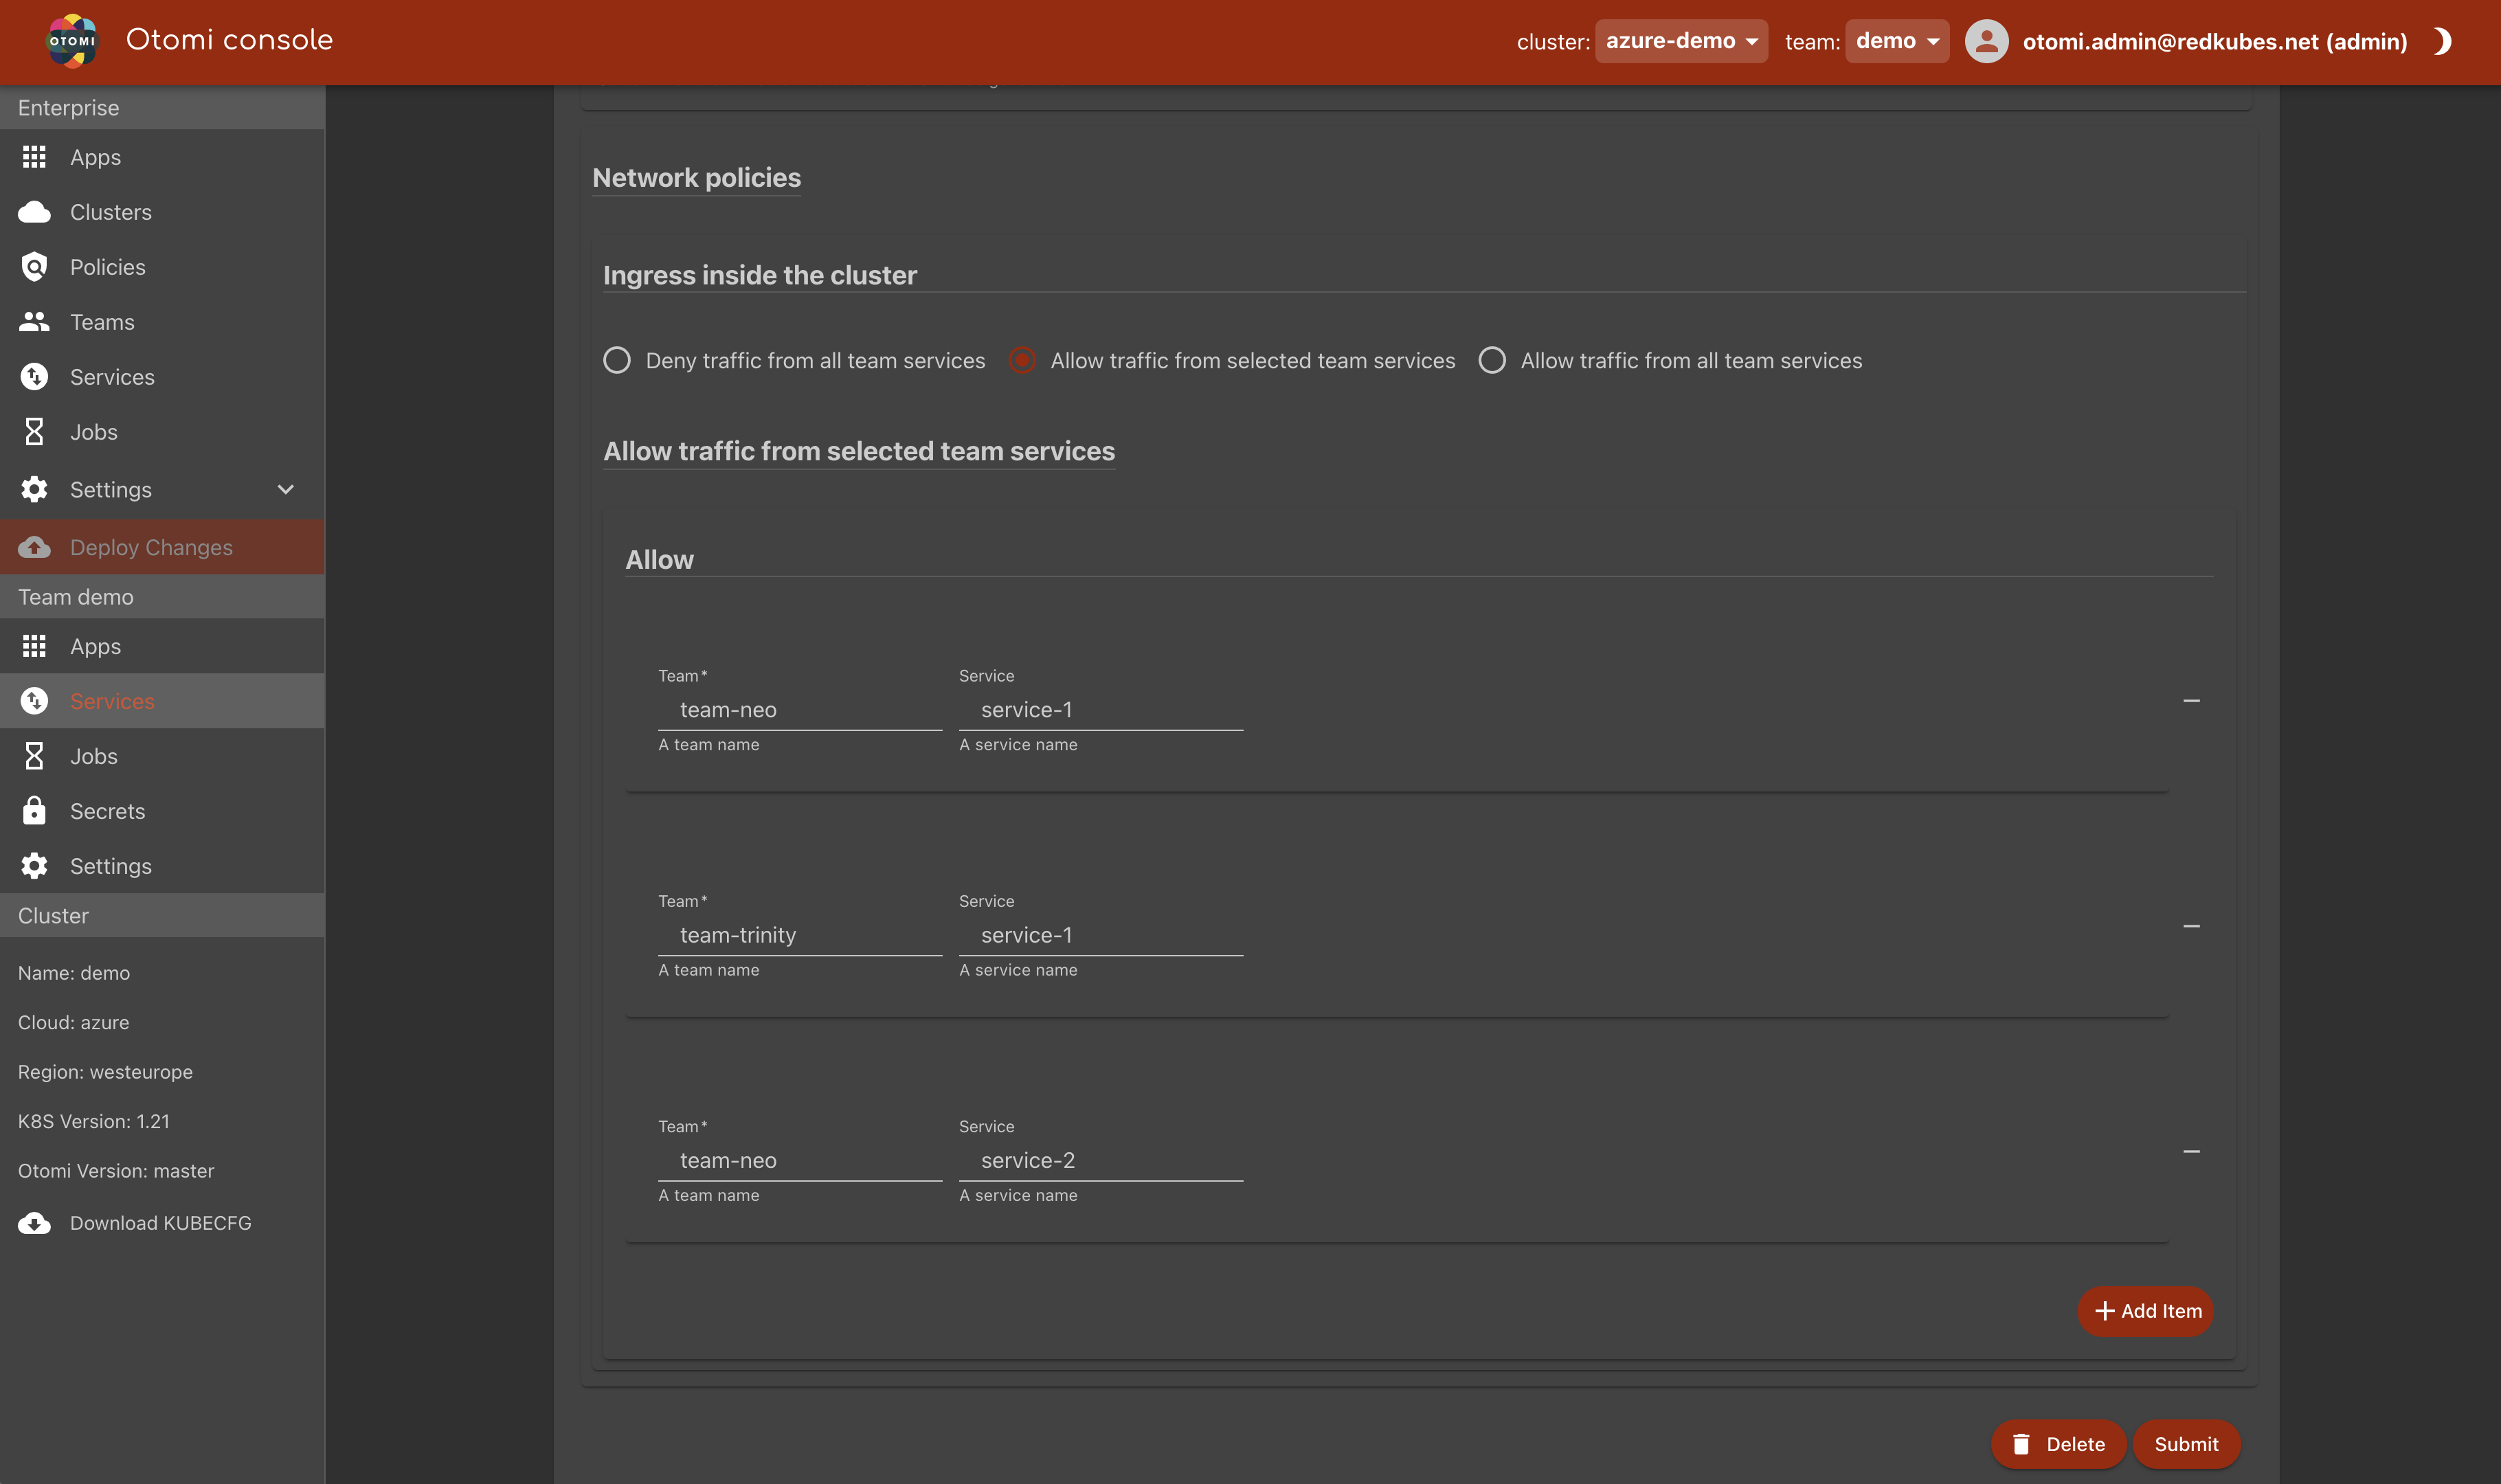 OTOMI
Otomi console
cluster: azure-demo team: demo otomi.admin@redkubes.net (admin)
Enterprise
Apps
Clusters
Policies
Teams
Services
Jobs
Settings
Deploy Changes
Team demo
Apps
Services
Jobs
Secrets
Settings
Cluster
Name: demo
Cloud: azure
Region: westeurope
K8S Version: 1.21
Otomi Version: master
Download KUBECFG
Network policies
Ingress inside the cluster
Deny traffic from all team services Allow traffic from selected team services Allow traffic from all team services
Allow traffic from selected team services
Allow
Team * Service
team-neo service-1
A team name A service name
Team * Service
team-trinity service-1
A team name A service name
Team * Service
team-neo service-2
A team name A service name
Add Item
Delete Submit